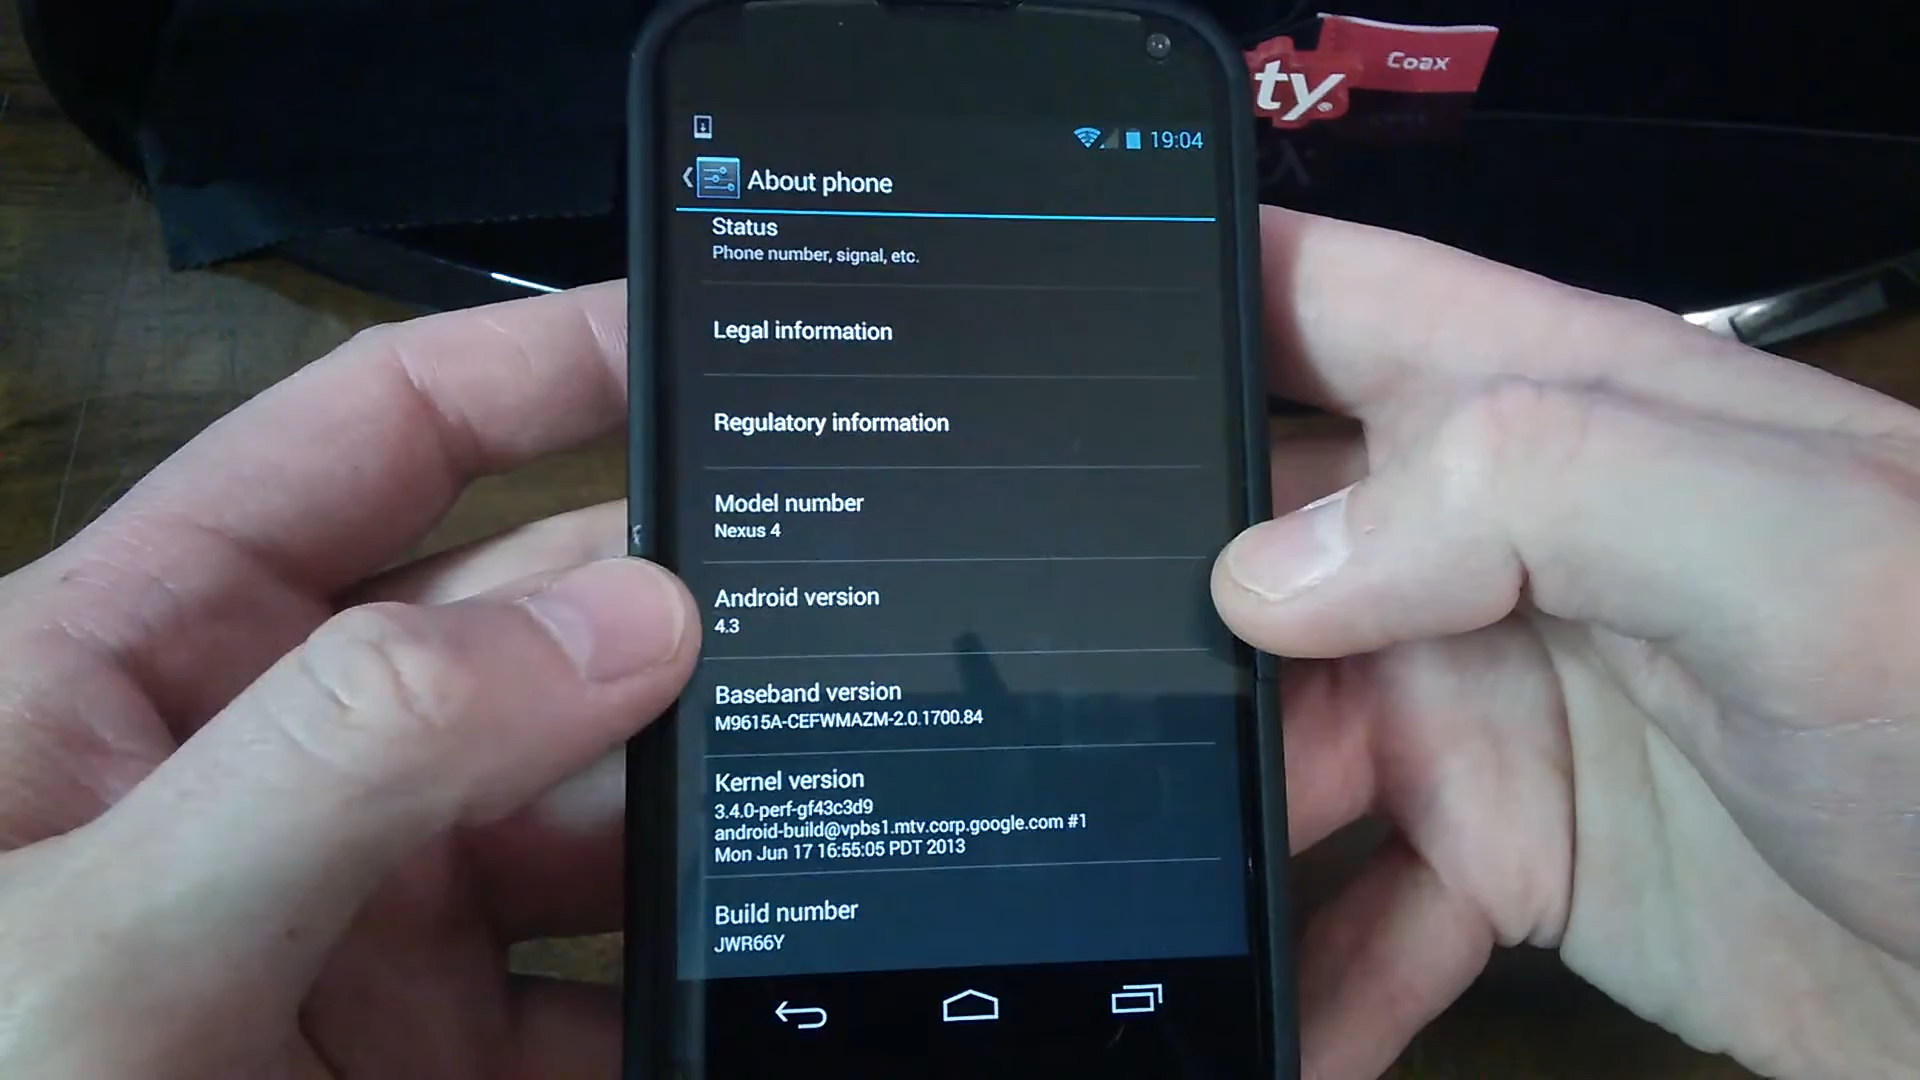 ty.
Coax
19:04
About phone
Status
Phone number, signal, etc.
Legal information
Regulatory information
Model number
Nexus 4
Android version
4.3
Baseband version
M9615A-CEFWMAZM-2.0.1700.84
Kernel version
3.4.0-perf-gf43c3d9
android-build@vpbs1.mtv.corp.google.com #1
Mon Jun 17 16:55:05 PDT 2013
Build number
JWR66Y